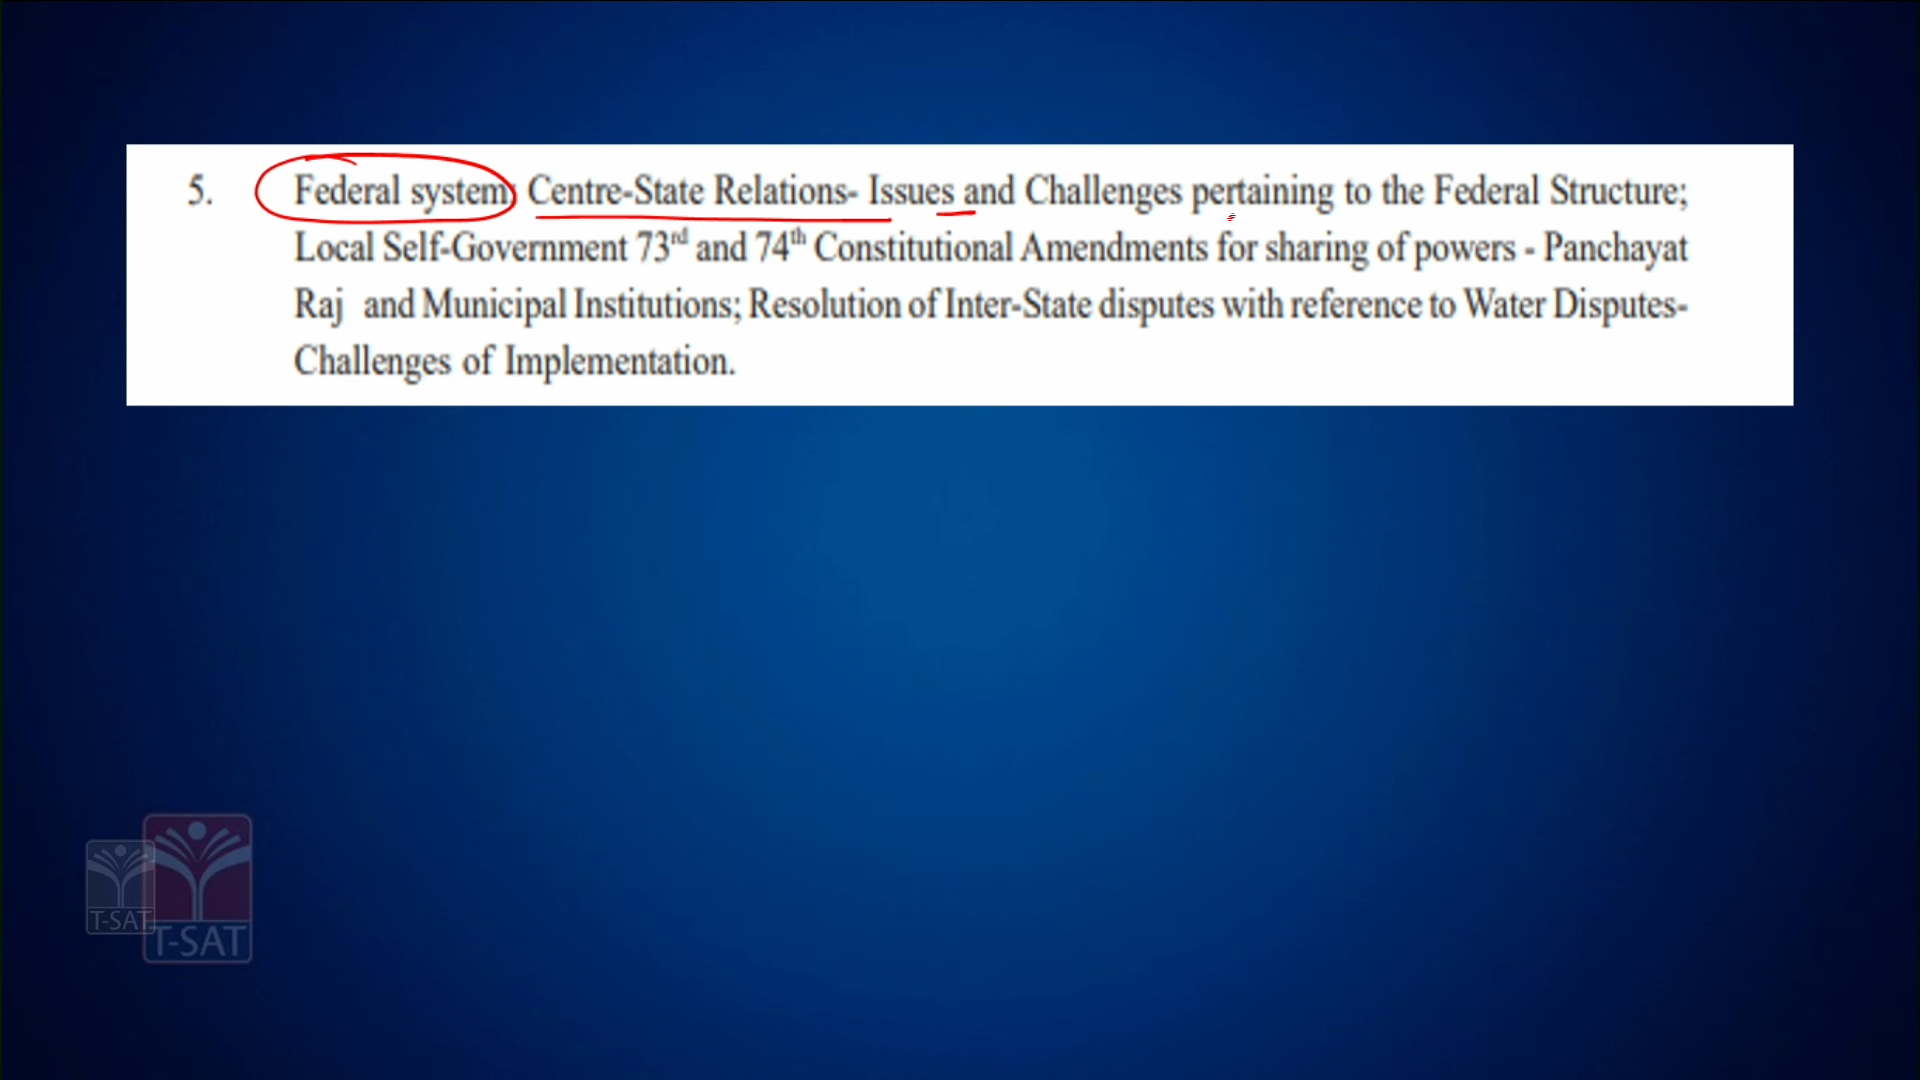 5. Federal system; Centre-State Relations- Issues and Challenges pertaining to the Federal Structure;
Local Self-Government 73rd and 74th Constitutional Amendments for sharing of powers - Panchayat
Raj and Municipal Institutions; Resolution of Inter-State disputes with reference to Water Disputes-
Challenges of Implementation.
T-SAT
T-SAT